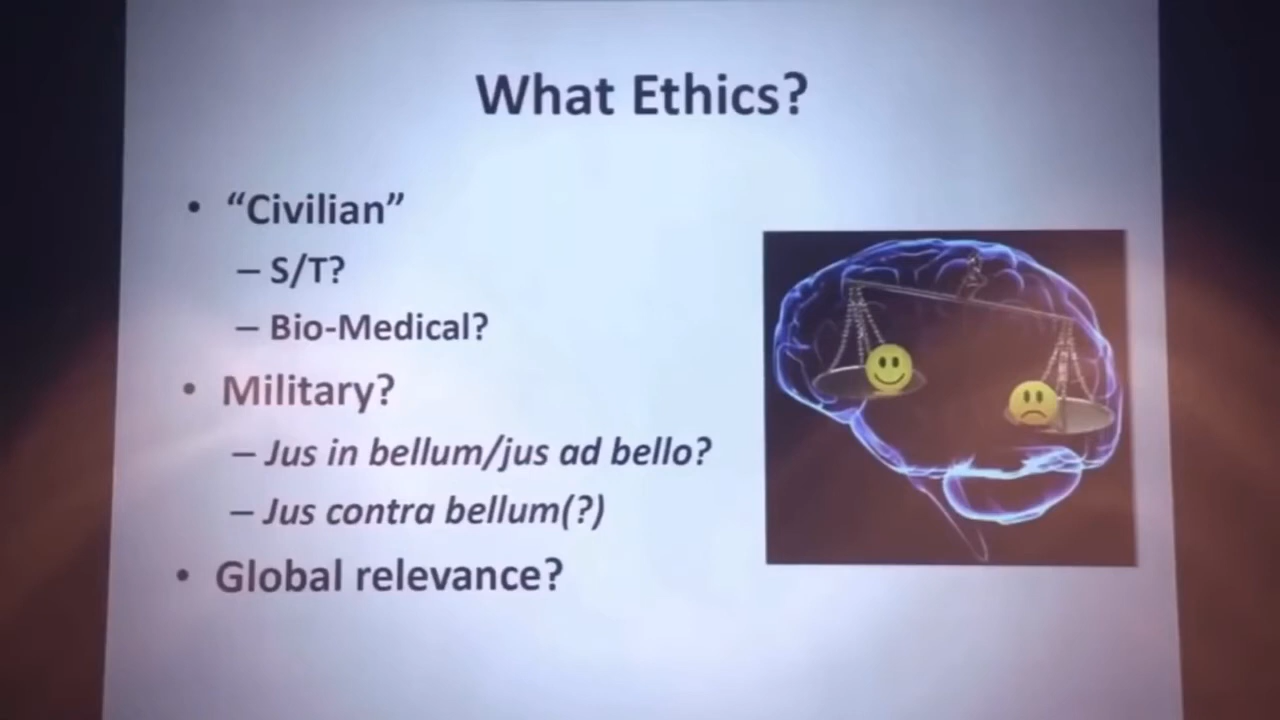 What Ethics?
• “Civilian”
– S/T?
– Bio-Medical?
• Military?
– Jus in bellum/jus ad bello?
– Jus contra bellum(?)
• Global relevance?